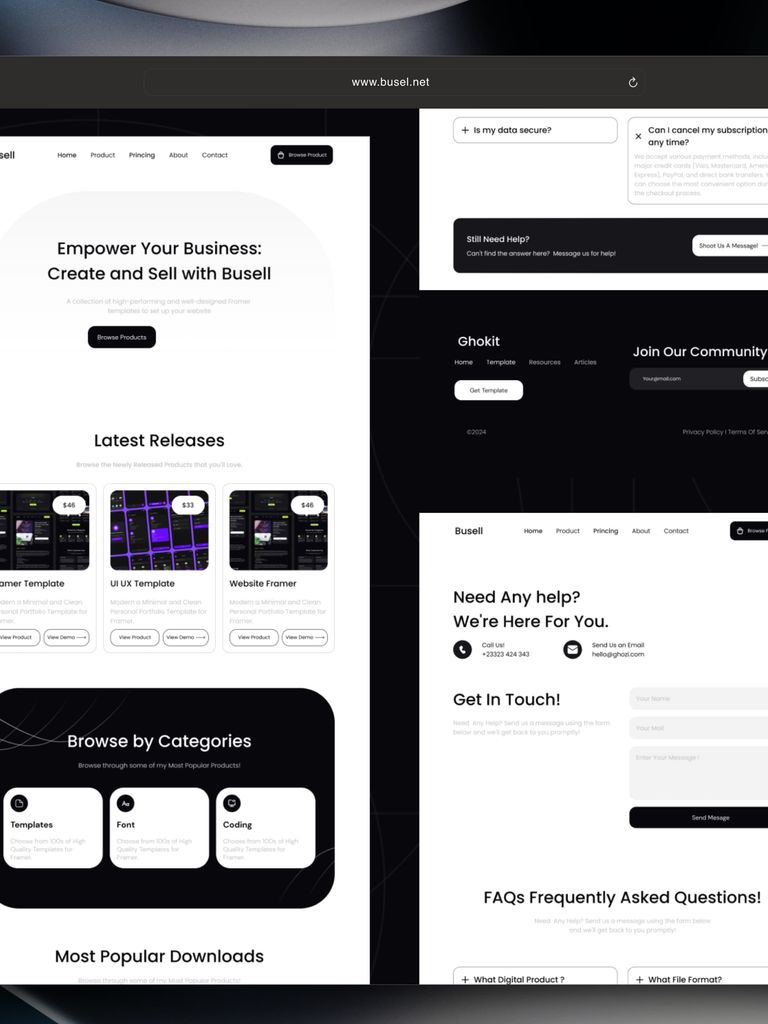 www.busel.net
sell
Home Product Princing About Contact
Browse Product
Empower Your Business:
Create and Sell with Busell
A collection of high-performing and well-designed Framer
templates to set up your website
Browse Products
Latest Releases
Browse the Newly Released Products that you'll Love.
$46
$33
$46
amer Template
UI UX Template
Website Framer
odern a Minimal and Clean
rsonal Portfolio Template for
amer.
Modern a Minimal and Clean
Personal Portfolio Template for
Framer.
Modern a Minimal and Clean
Personal Portfolio Template for
Framer.
View Product View Demo
View Product View Demo
View Product View Demo
Browse by Categories
Browse through some of my Most Popular Products!
Aa
Templates
Font
Coding
Choose from 100s of High
Quality Templates for
Framer.
Choose from 100s of High
Quality Templates for
Framer.
Choose from 100s of High
Quality Templates for
Framer.
Most Popular Downloads
Browse through some of my Most Popular Products!
+ Is my data secure?
Can I cancel my subscription
any time?
We accept various payment methods, inclu
major credit cards (Visa, Mastercard, Ameri
Express), PayPal, and direct bank transfers. Y
can choose the most convenient option dur
the checkout process.
Still Need Help?
Can't find the answer here? Message us for help!
Shoot Us A Message!
Ghokit
Home Template Resources Articles
Get Template
Join Our Community
Your@mail.com
Subsc
©2024
Privacy Policy I Terms Of Serv
Busell
Home Product Princing About Contact
Browse P
Need Any help?
We're Here For You.
Call Us!
+23323 424 343
Send Us an Email
hello@ghozi.com
Get In Touch!
Need Any Help? Send us a message using the form
below and we'll get back to you promptly!
Your Name
Your Mail
Enter Your Message !
Send Mesage
FAQs Frequently Asked Questions!
Need Any Help? Send us a message using the form below
and we'll get back to you promptly!
+ What Digital Product ?
+ What File Format?